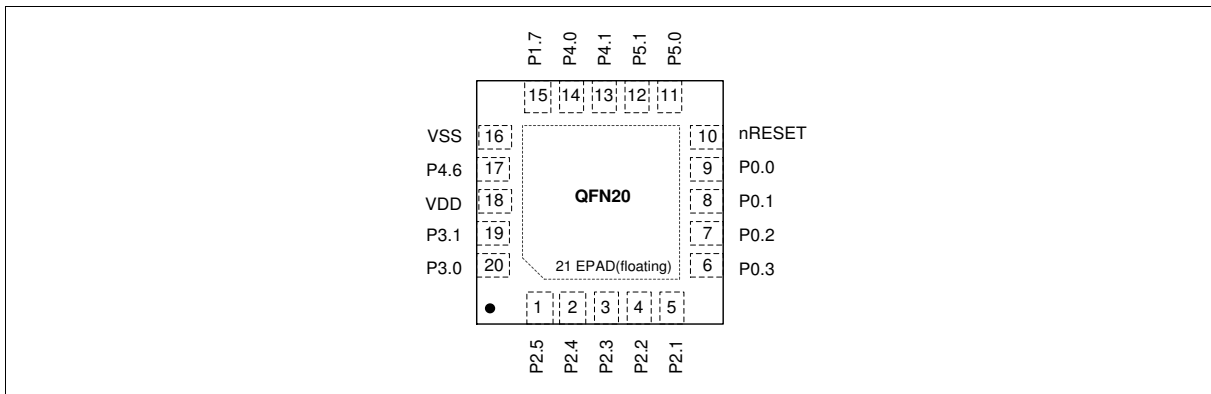 P1.7 P4.0 P4.1 P5.1 P5.0
15 14 13 12 11
VSS 16 10 nRESET
P4.6 17 9 P0.0
VDD 18 QFN20 8 P0.1
P3.1 19 7 P0.2
P3.0 20 21 EPAD(floating) 6 P0.3
1 2 3 4 5
P2.5 P2.4 P2.3 P2.2 P2.1